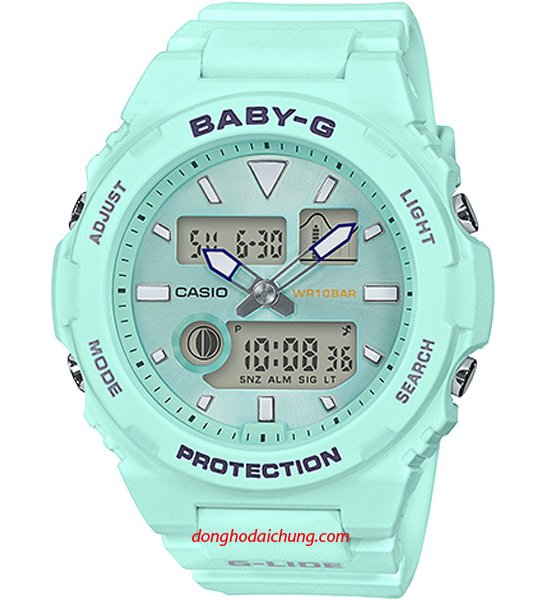 BABY-G
ADJUST
LIGHT
SU 6-30
CASIO
WR10BAR
P
10:08 36
SNZ ALM SIG LT
MODE
SEARCH
PROTECTION
donghodaichung.com
G-LIDE